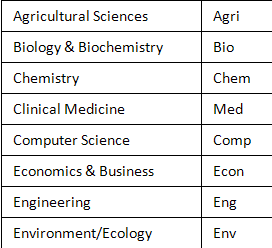 Agricultural Sciences Agri
Biology & Biochemistry Bio
Chemistry Chem
Clinical Medicine Med
Computer Science Comp
Economics & Business Econ
Engineering Eng
Environment/Ecology Env